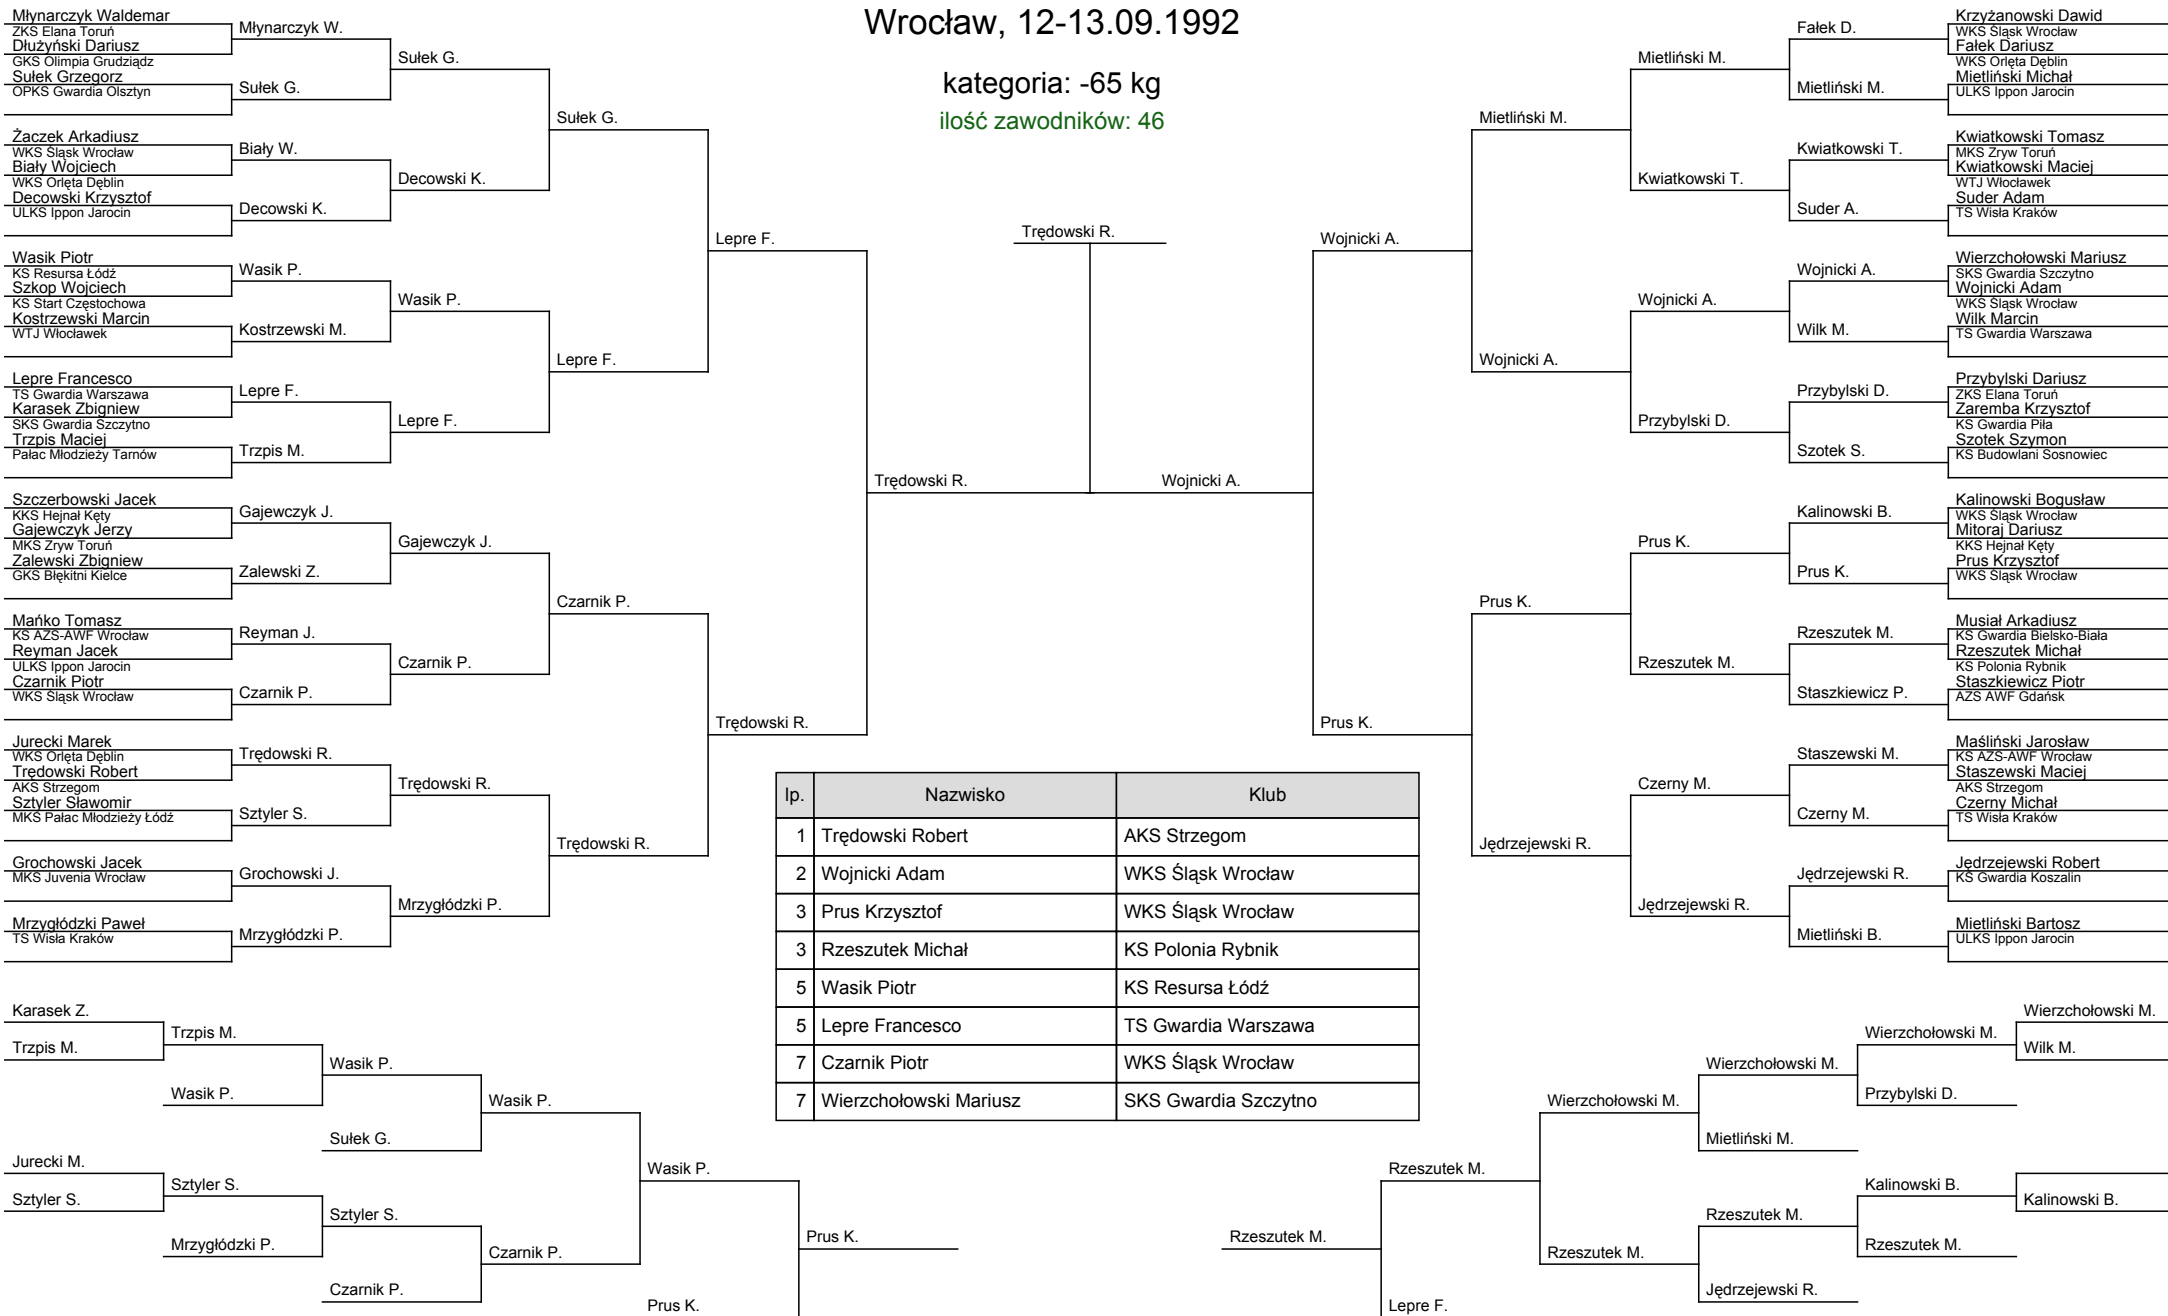 Wrocław, 12-13.09.1992
kategoria: -65 kg
ilość zawodników: 46
Młynarczyk Waldemar
ZKS Elana Toruń
Dłużyński Dariusz
GKS Olimpia Grudziądz
Sułek Grzegorz
OPKS Gwardia Olsztyn
Żaczek Arkadiusz
WKS Śląsk Wrocław
Biały Wojciech
WKS Orlęta Dęblin
Decowski Krzysztof
ULKS Ippon Jarocin
Wasik Piotr
KS Resursa Łódź
Szkop Wojciech
KS Start Częstochowa
Kostrzewski Marcin
WTJ Włocławek
Lepre Francesco
TS Gwardia Warszawa
Karasek Zbigniew
SKS Gwardia Szczytno
Trzpis Maciej
Pałac Młodzieży Tarnów
Szczerbowski Jacek
KKS Hejnał Kęty
Gajewczyk Jerzy
MKS Zryw Toruń
Zalewski Zbigniew
GKS Błękitni Kielce
Mańko Tomasz
KS AZS-AWF Wrocław
Reyman Jacek
ULKS Ippon Jarocin
Czarnik Piotr
WKS Śląsk Wrocław
Jurecki Marek
WKS Orlęta Dęblin
Trędowski Robert
AKS Strzegom
Sztyler Sławomir
MKS Pałac Młodzieży Łódź
Grochowski Jacek
MKS Juvenia Wrocław
Mrzygłódzki Paweł
TS Wisła Kraków
Młynarczyk W.
Sułek G.
Biały W.
Decowski K.
Wasik P.
Kostrzewski M.
Lepre F.
Trzpis M.
Gajewczyk J.
Zalewski Z.
Reyman J.
Czarnik P.
Trędowski R.
Sztyler S.
Grochowski J.
Mrzygłódzki P.
Sułek G.
Decowski K.
Wasik P.
Lepre F.
Gajewczyk J.
Czarnik P.
Trędowski R.
Mrzygłódzki P.
Sułek G.
Lepre F.
Czarnik P.
Trędowski R.
Lepre F.
Trędowski R.
Trędowski R.
Trędowski R.
Wojnicki A.
Wojnicki A.
Prus K.
Mietliński M.
Wojnicki A.
Prus K.
Jędrzejewski R.
Mietliński M.
Kwiatkowski T.
Wojnicki A.
Przybylski D.
Prus K.
Rzeszutek M.
Czerny M.
Jędrzejewski R.
Fałek D.
Mietliński M.
Kwiatkowski T.
Suder A.
Wojnicki A.
Wilk M.
Przybylski D.
Szotek S.
Kalinowski B.
Prus K.
Rzeszutek M.
Staszkiewicz P.
Staszewski M.
Czerny M.
Jędrzejewski R.
Mietliński B.
Krzyżanowski Dawid
WKS Śląsk Wrocław
Fałek Dariusz
WKS Orlęta Dęblin
Mietliński Michał
ULKS Ippon Jarocin
Kwiatkowski Tomasz
MKS Zryw Toruń
Kwiatkowski Maciej
WTJ Włocławek
Suder Adam
TS Wisła Kraków
Wierzchołowski Mariusz
SKS Gwardia Szczytno
Wojnicki Adam
WKS Śląsk Wrocław
Wilk Marcin
TS Gwardia Warszawa
Przybylski Dariusz
ZKS Elana Toruń
Zaremba Krzysztof
KS Gwardia Piła
Szotek Szymon
KS Budowlani Sosnowiec
Kalinowski Bogusław
WKS Śląsk Wrocław
Mitoraj Dariusz
KKS Hejnał Kęty
Prus Krzysztof
WKS Śląsk Wrocław
Musiał Arkadiusz
KS Gwardia Bielsko-Biała
Rzeszutek Michał
KS Polonia Rybnik
Staszkiewicz Piotr
AZS AWF Gdańsk
Maśliński Jarosław
KS AZS-AWF Wrocław
Staszewski Maciej
AKS Strzegom
Czerny Michał
TS Wisła Kraków
Jędrzejewski Robert
KS Gwardia Koszalin
Mietliński Bartosz
ULKS Ippon Jarocin
lp. Nazwisko Klub
1 Trędowski Robert AKS Strzegom
2 Wojnicki Adam WKS Śląsk Wrocław
3 Prus Krzysztof WKS Śląsk Wrocław
3 Rzeszutek Michał KS Polonia Rybnik
5 Wasik Piotr KS Resursa Łódź
5 Lepre Francesco TS Gwardia Warszawa
7 Czarnik Piotr WKS Śląsk Wrocław
7 Wierzchołowski Mariusz SKS Gwardia Szczytno
Karasek Z.
Trzpis M.
Jurecki M.
Sztyler S.
Trzpis M.
Wasik P.
Sztyler S.
Mrzygłódzki P.
Wasik P.
Sułek G.
Sztyler S.
Czarnik P.
Wasik P.
Czarnik P.
Wasik P.
Prus K.
Prus K.
Rzeszutek M.
Rzeszutek M.
Lepre F.
Wierzchołowski M.
Rzeszutek M.
Wierzchołowski M.
Mietliński M.
Rzeszutek M.
Jędrzejewski R.
Wierzchołowski M.
Przybylski D.
Kalinowski B.
Rzeszutek M.
Wierzchołowski M.
Wilk M.
Kalinowski B.